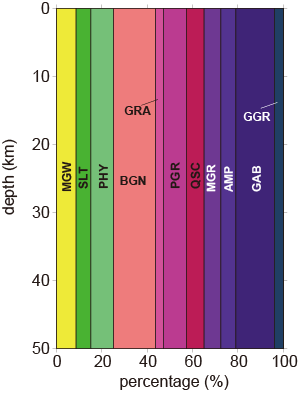 0
10
20
30
40
50
depth (km)
GRA
GGR
MGW
SLT
PHY
BGN
PGR
QSC
MGR
AMP
GAB
0 20 40 60 80 100
percentage (%)